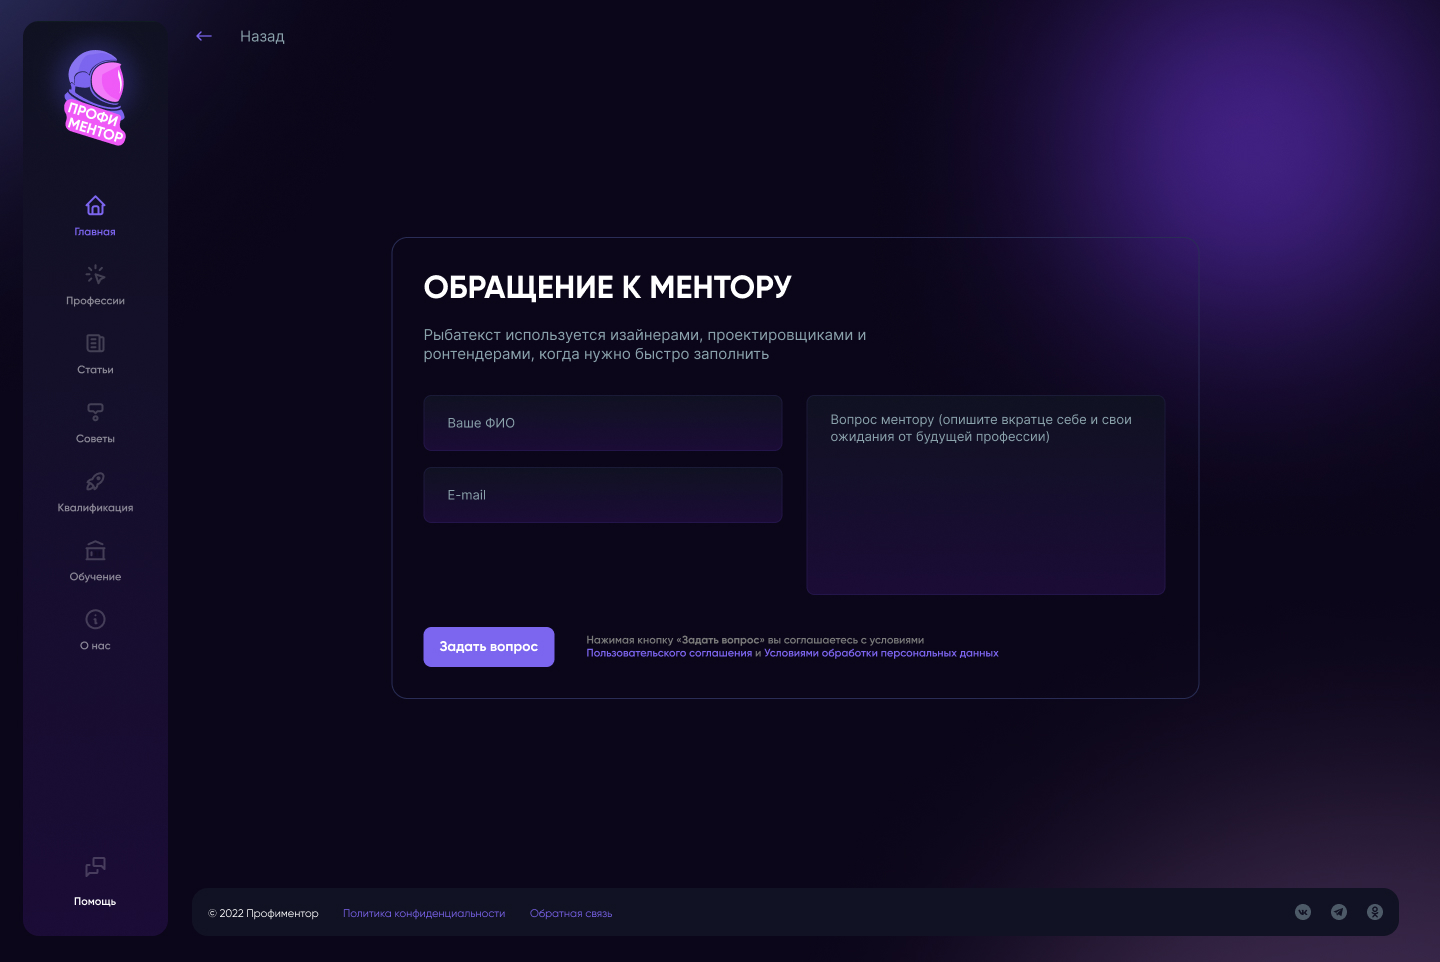 ПРОФИ
МЕНТОР
Главная
Профессии
Статьи
Советы
Квалификация
Обучение
О нас
Помощь
Назад
ОБРАЩЕНИЕ К МЕНТОРУ
Рыбатекст используется изайнерами, проектировщиками и
ронтендерами, когда нужно быстро заполнить
Ваше ФИО
E-mail
Вопрос ментору (опишите вкратце себе и свои
ожидания от будущей профессии)
Задать вопрос
Нажимая кнопку «Задать вопрос» вы соглашаетесь с условиями
Пользовательского соглашения и Условиями обработки персональных данных
© 2022 Профиментор Политика конфиденциальности Обратная связь